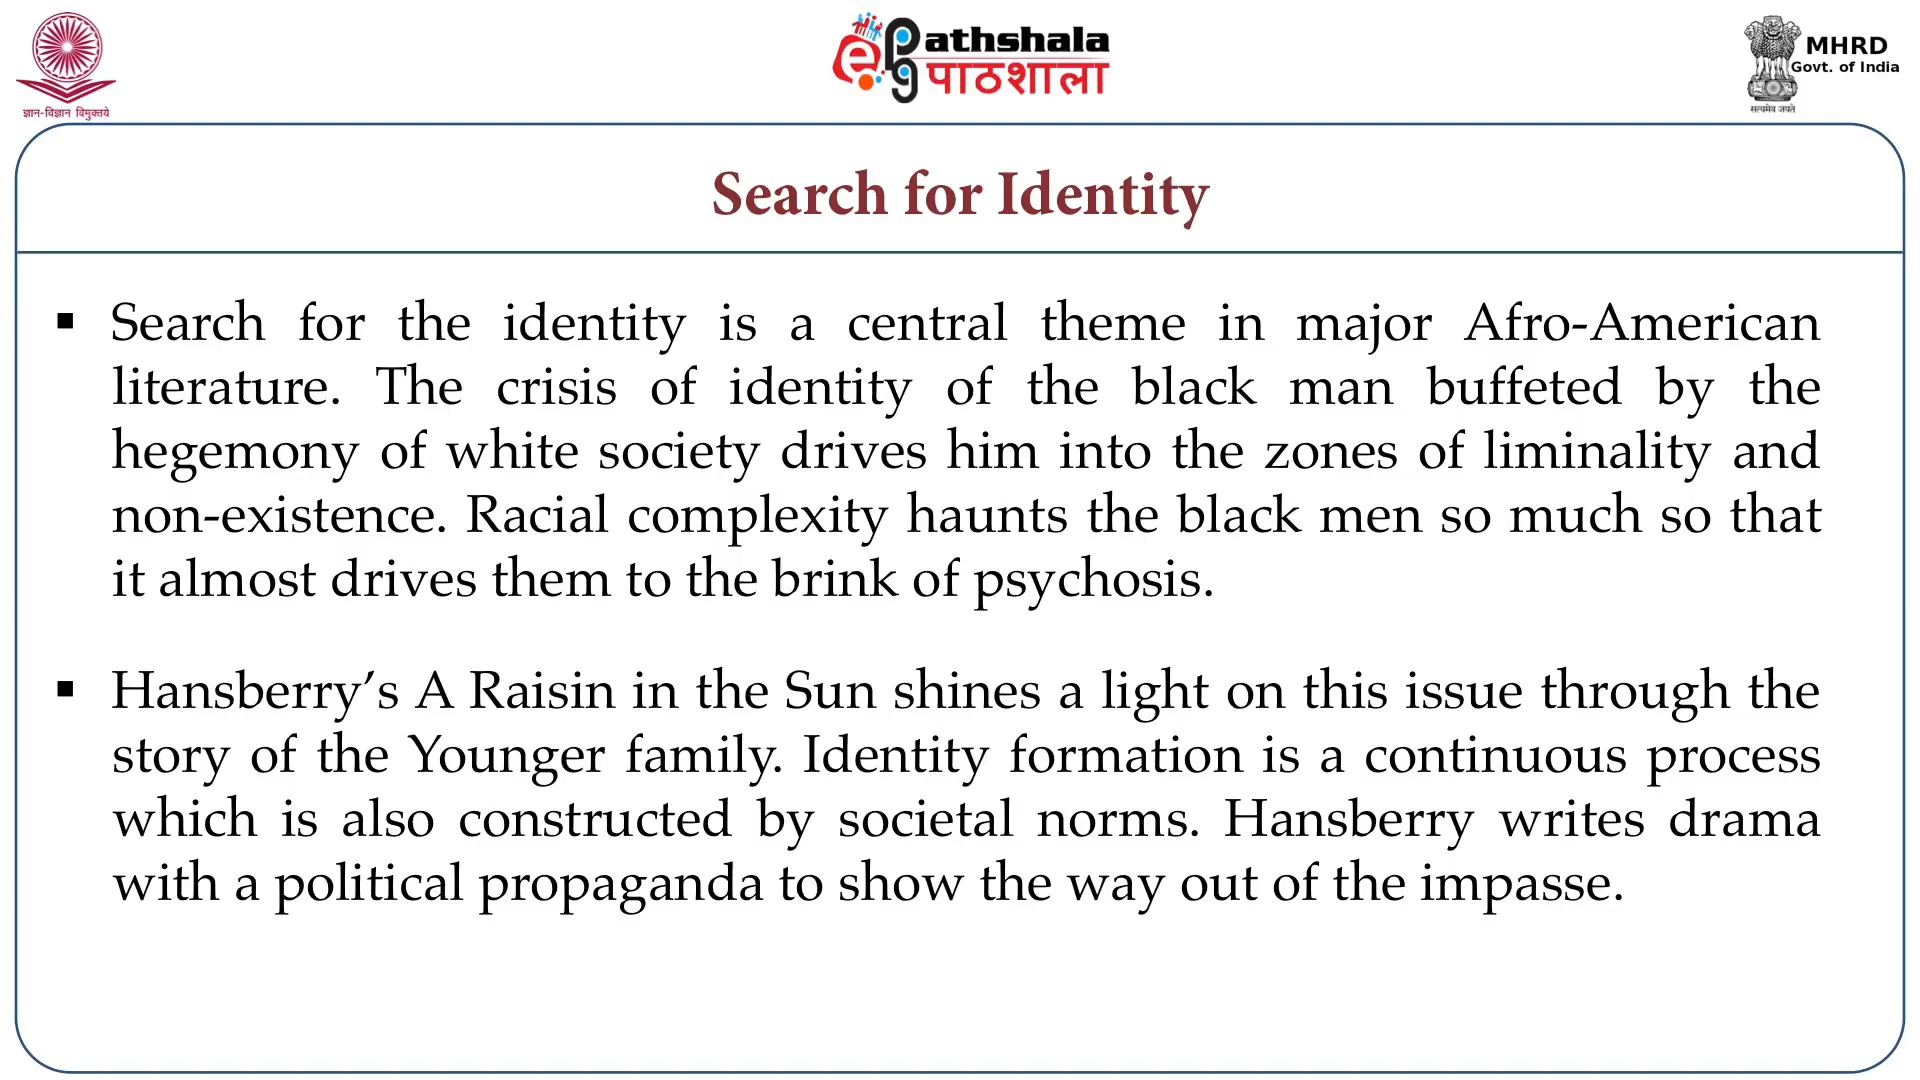 ज्ञान-विज्ञान विमुक्तये
e Pathshala
पाठशाला
pg
MHRD
Govt. of India
सत्यमेव जयते
Search for Identity
▪ Search for the identity is a central theme in major Afro-American
literature. The crisis of identity of the black man buffeted by the
hegemony of white society drives him into the zones of liminality and
non-existence. Racial complexity haunts the black men so much so that
it almost drives them to the brink of psychosis.
▪ Hansberry’s A Raisin in the Sun shines a light on this issue through the
story of the Younger family. Identity formation is a continuous process
which is also constructed by societal norms. Hansberry writes drama
with a political propaganda to show the way out of the impasse.